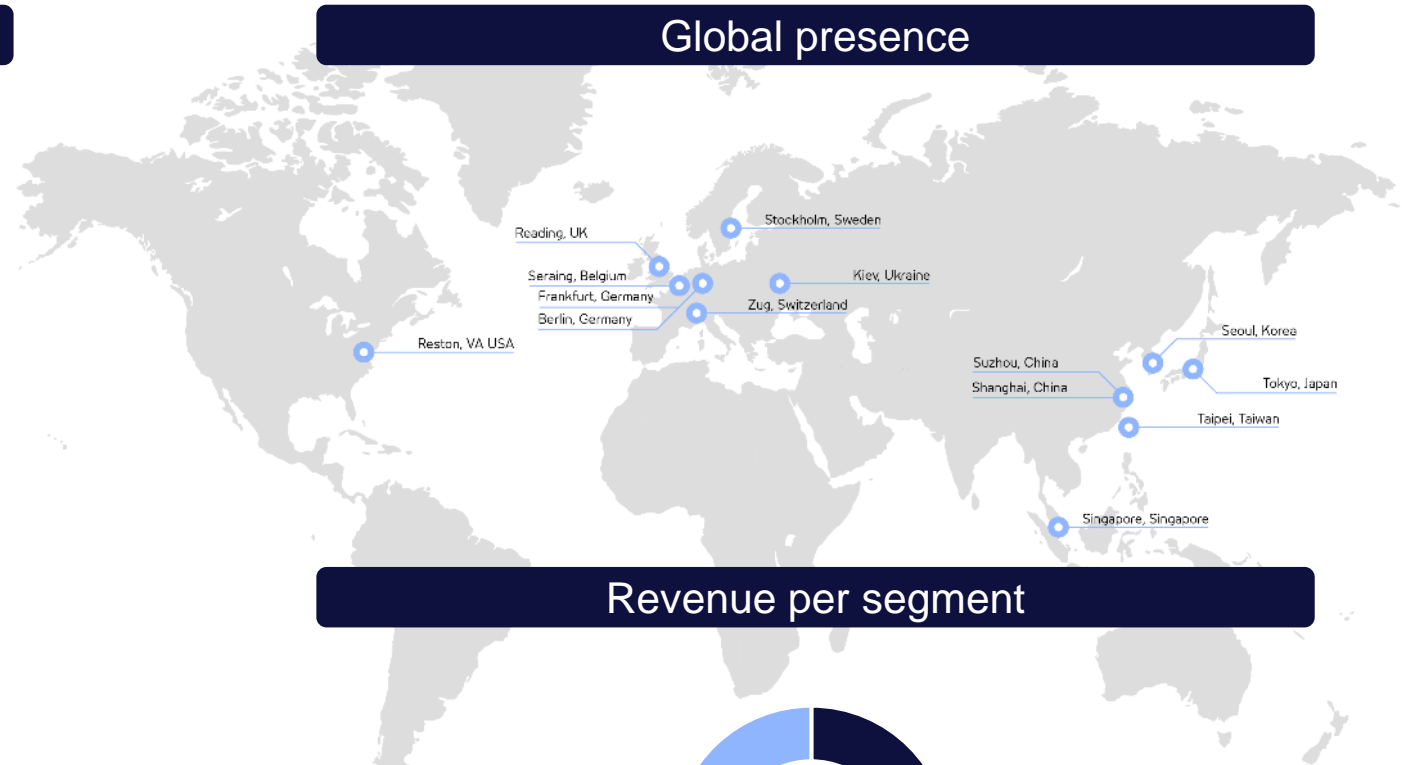 Global presence
Stockholm, Sweden
Reading, UK
Seraing, Belgium
Kiev, Ukraine
Frankfurt, Germany
Zug, Switzerland
Berlin, Germany
Reston, VA USA
Seoul, Korea
Suzhou, China
Tokyo, Japan
Shanghai, China
Taipei, Taiwan
Singapore, Singapore
Revenue per segment